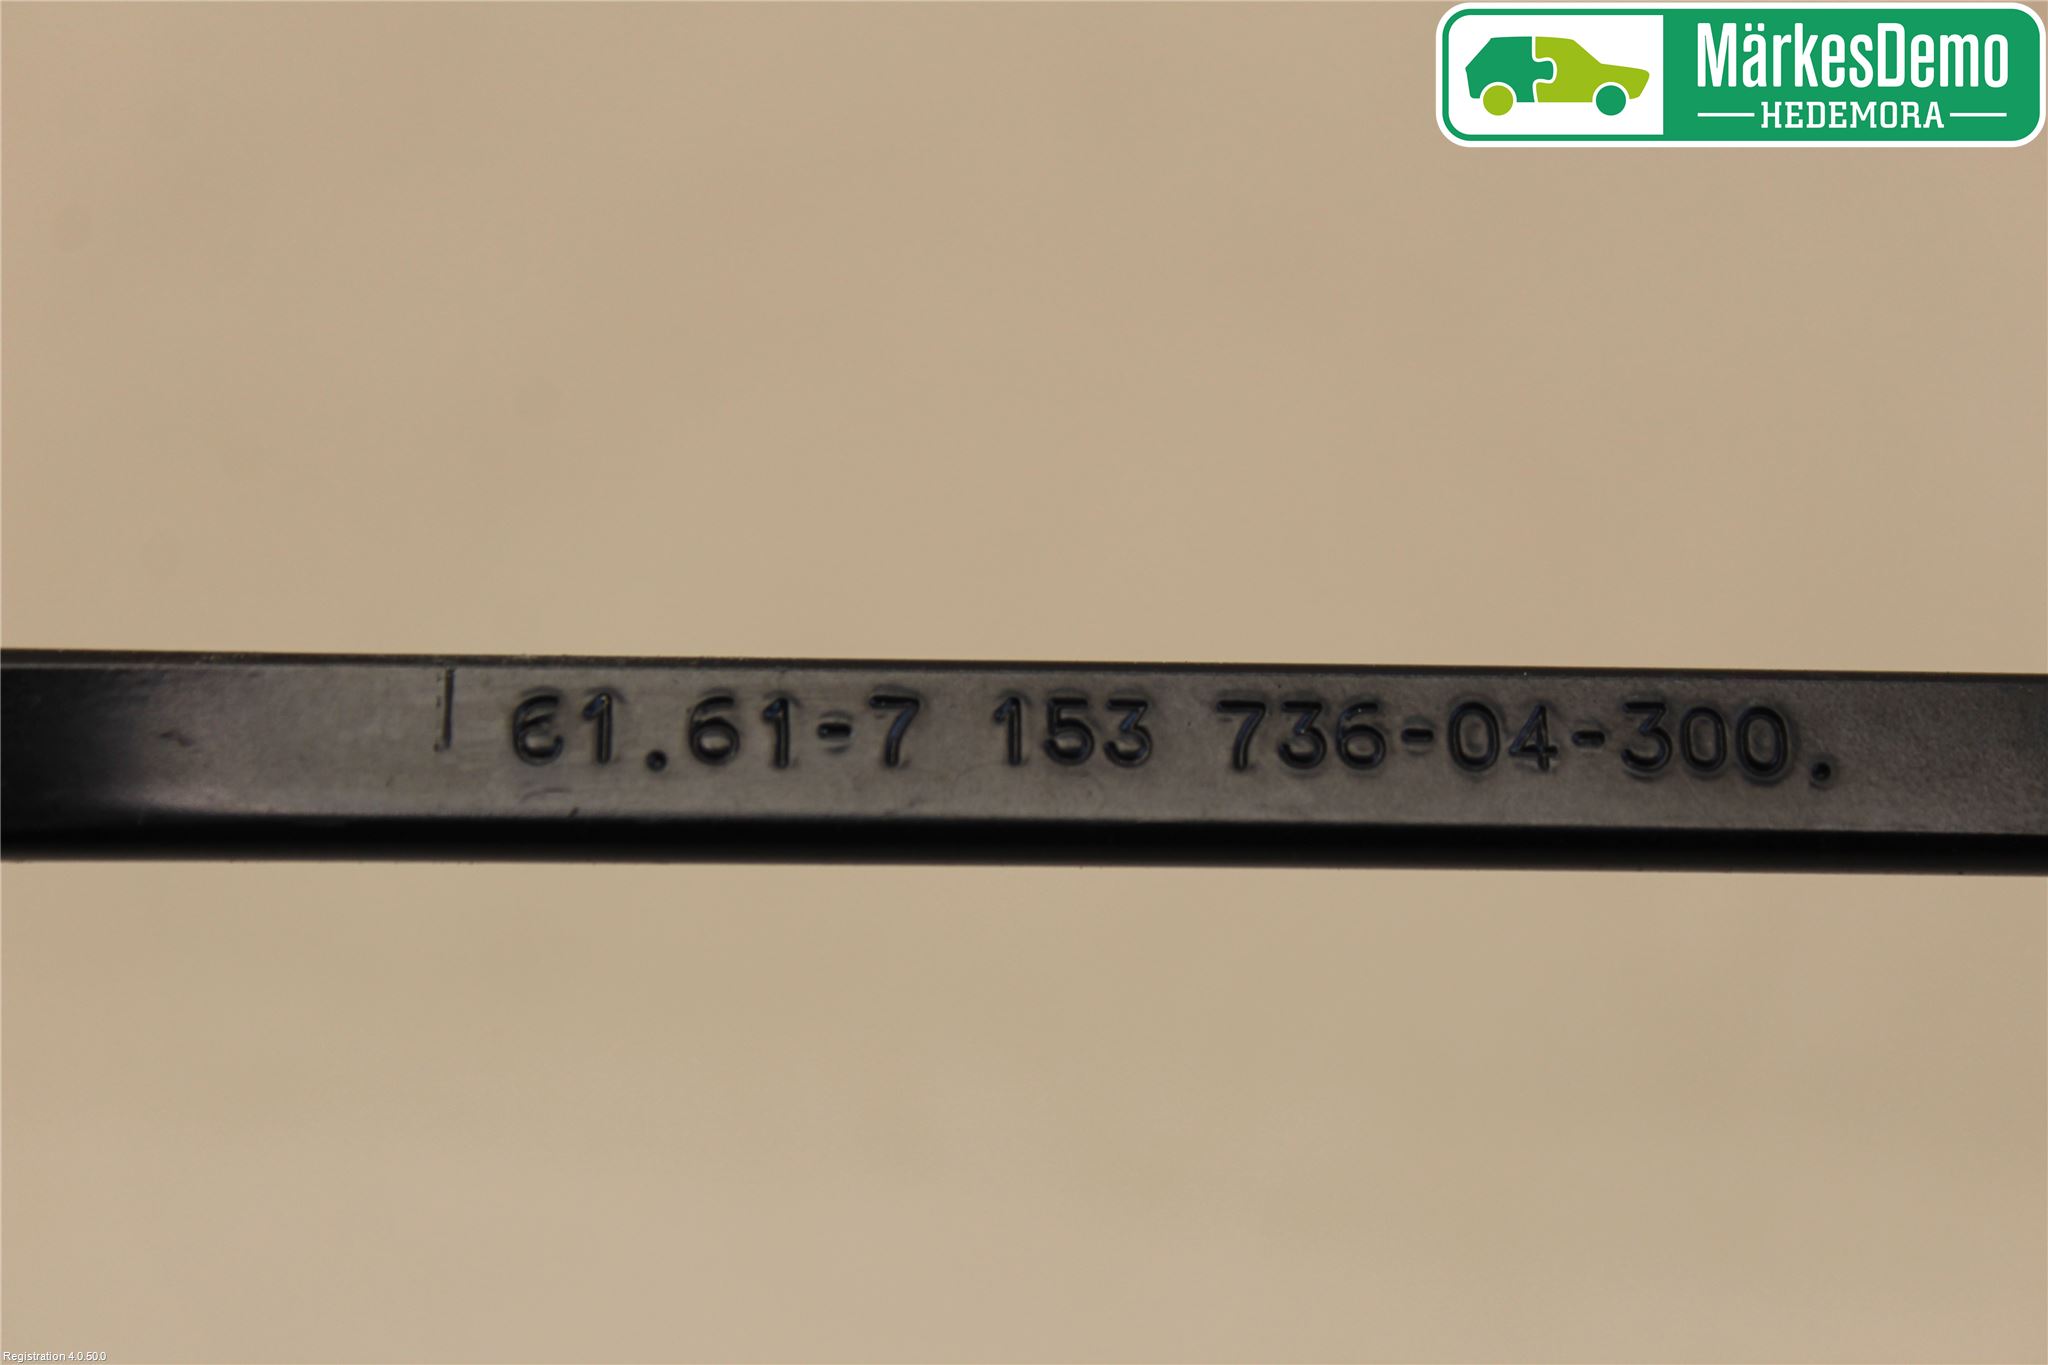 MärkesDemo
HEDEMORA
61.61-7 153 736-04-300.
Registration 4.0.50.0